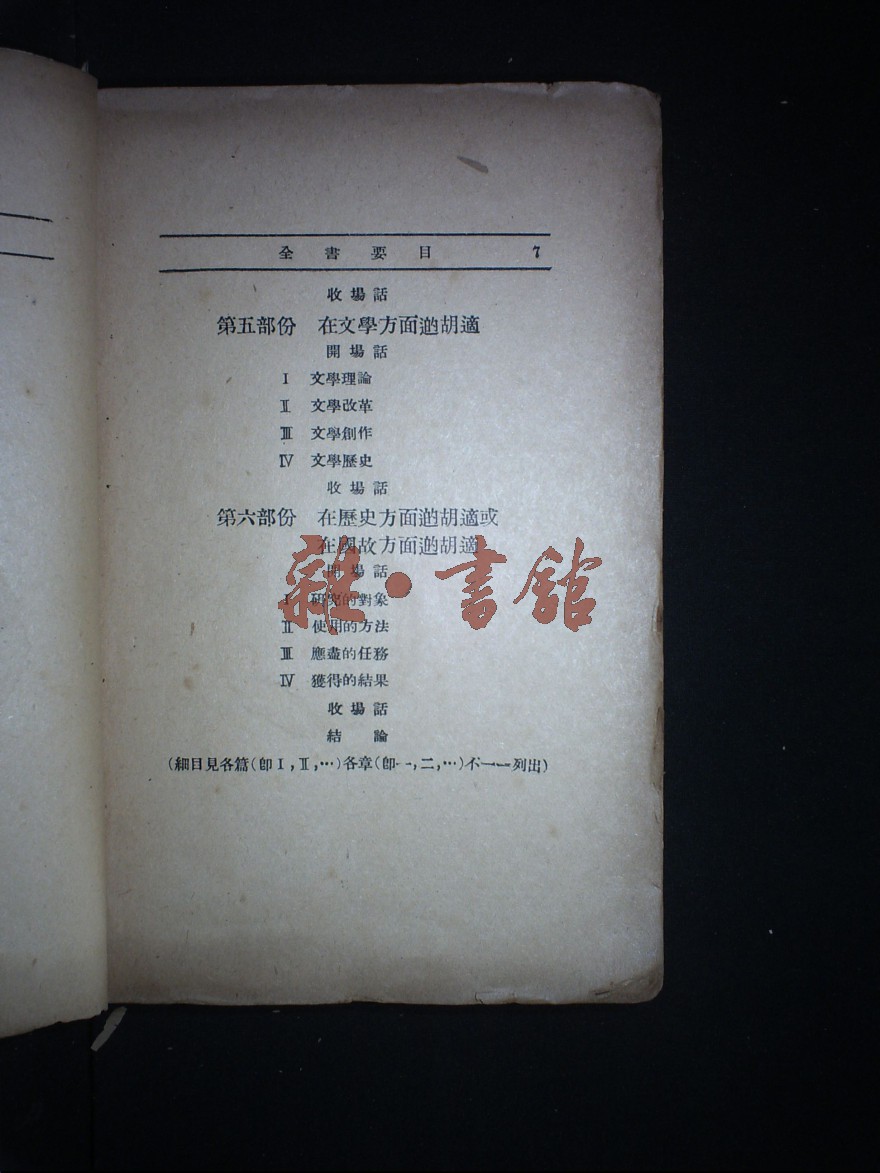 全書要目 7
收場話
第五部份 在文學方面逌胡適
開場話
Ⅰ 文學理論
Ⅱ 文學改革
Ⅲ 文學創作
Ⅳ 文學歷史
收場話
第六部份 在歷史方面逌胡適或
在國故方面逌胡適
開場話
Ⅰ 研究的對象
Ⅱ 使用的方法
Ⅲ 應盡的任務
Ⅳ 獲得的結果
收場話
結論
(細目見各篇(卽Ⅰ,Ⅱ,…)各章(卽一,二,…)不一一列出)
雜·書館